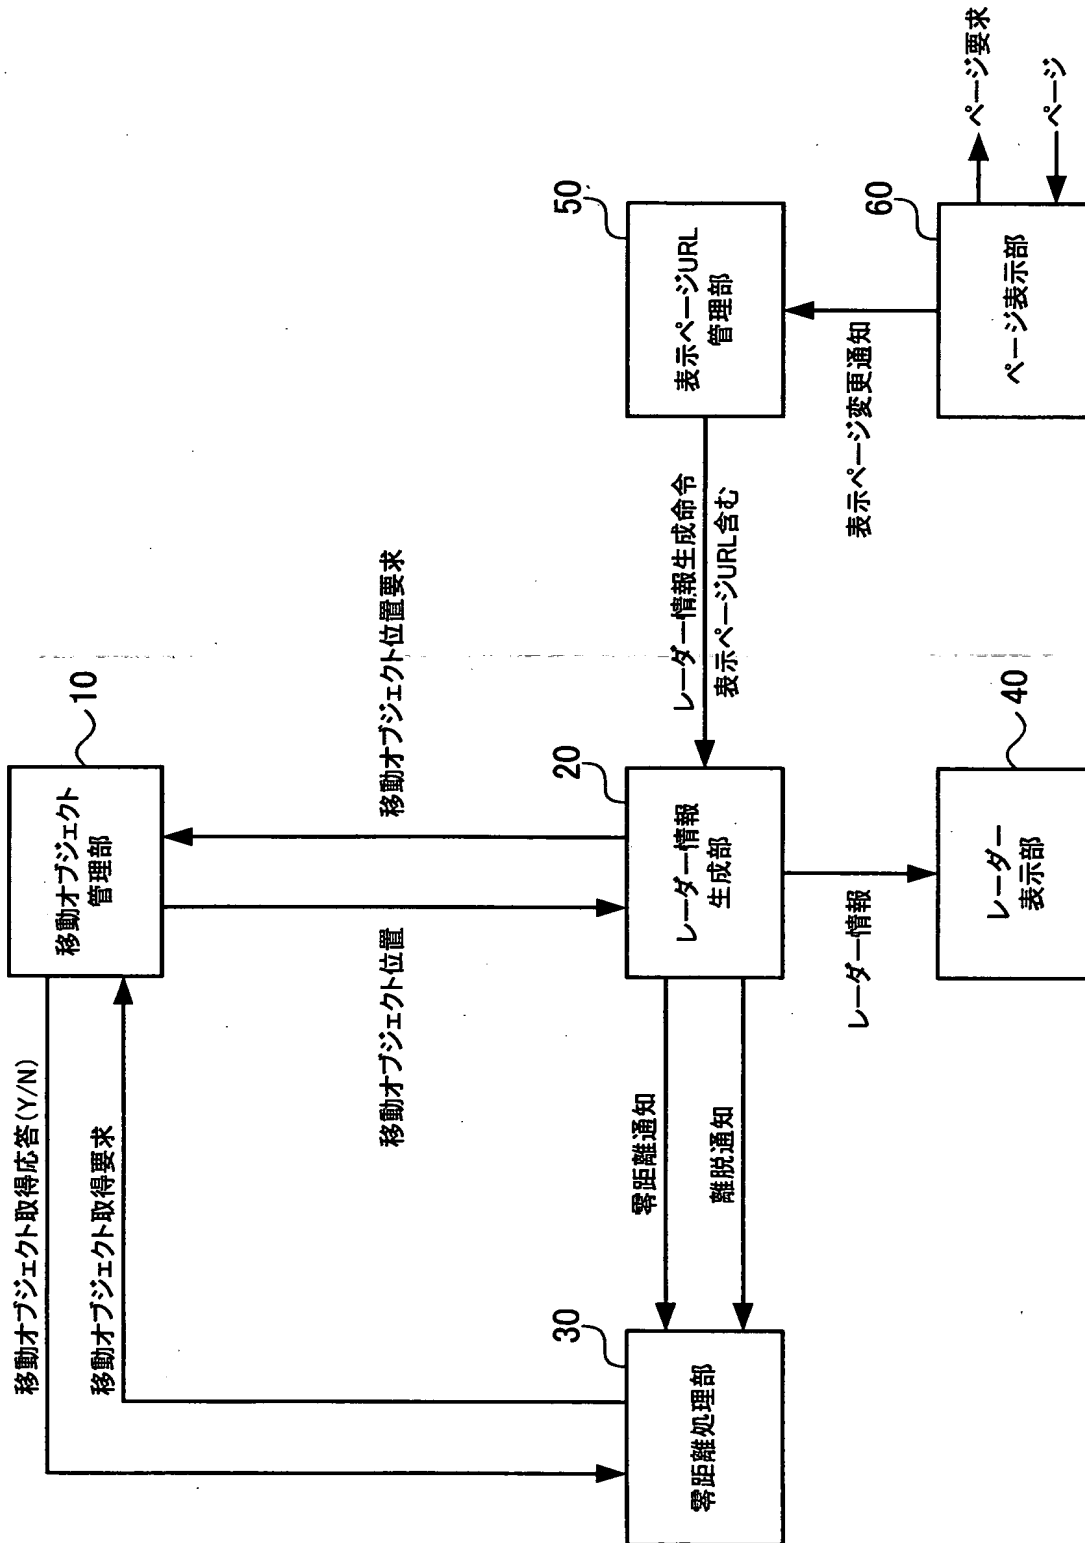 移動オブジェクト取得応答(Y/N)
移動オブジェクト取得要求
移動オブジェクト
管理部
10
移動オブジェクト位置
移動オブジェクト位置要求
零距離処理部
30
零距離通知
離脱通知
レーダー情報
生成部
20
レーダー情報生成命令
表示ページURL含む
表示ページURL
管理部
50
レーダー情報
レーダー
表示部
40
表示ページ変更通知
ページ表示部
60
ページ要求
ページ